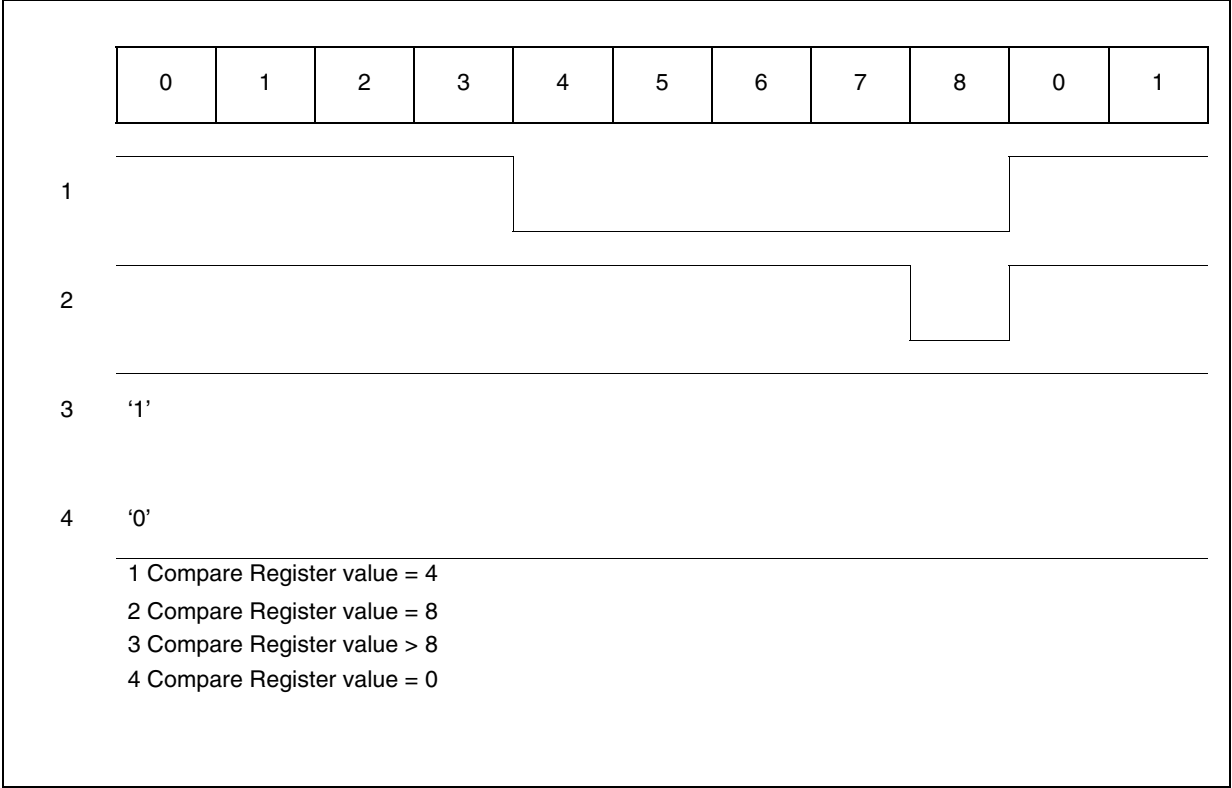 0 1 2 3 4 5 6 7 8 0 1
1
2
3 ‘1’
4 ‘0’
1 Compare Register value = 4
2 Compare Register value = 8
3 Compare Register value > 8
4 Compare Register value = 0